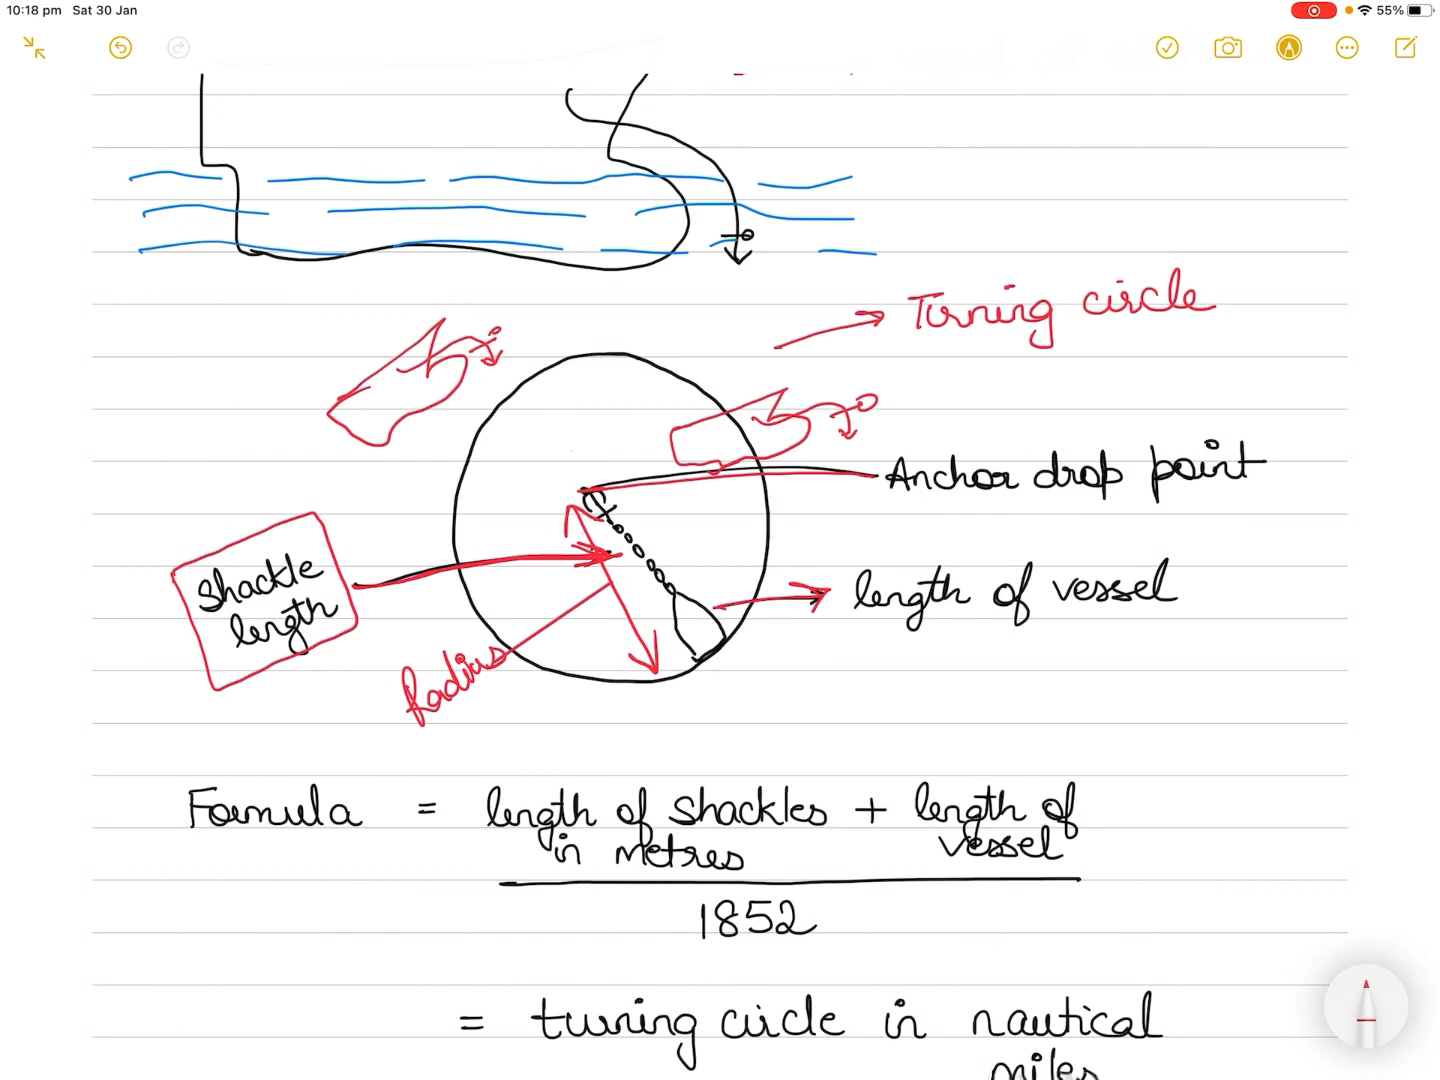 10:18 pm Sat 30 Jan
55%
Turning circle
Anchor drop point
Shackle
length
length of vessel
Radius
Formula = length of shackles + length of
in metres vessel
1852
= turning circle in nautical
miles